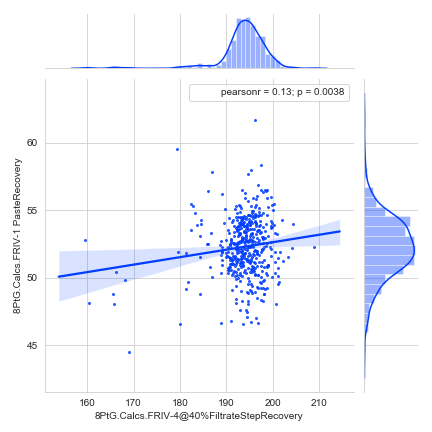 pearsonr = 0.13; p = 0.0038
60
55
50
45
8PtG.Calcs.FRIV-1 PasteRecovery
160 170 180 190 200 210
8PtG.Calcs.FRIV-4@40%FiltrateStepRecovery